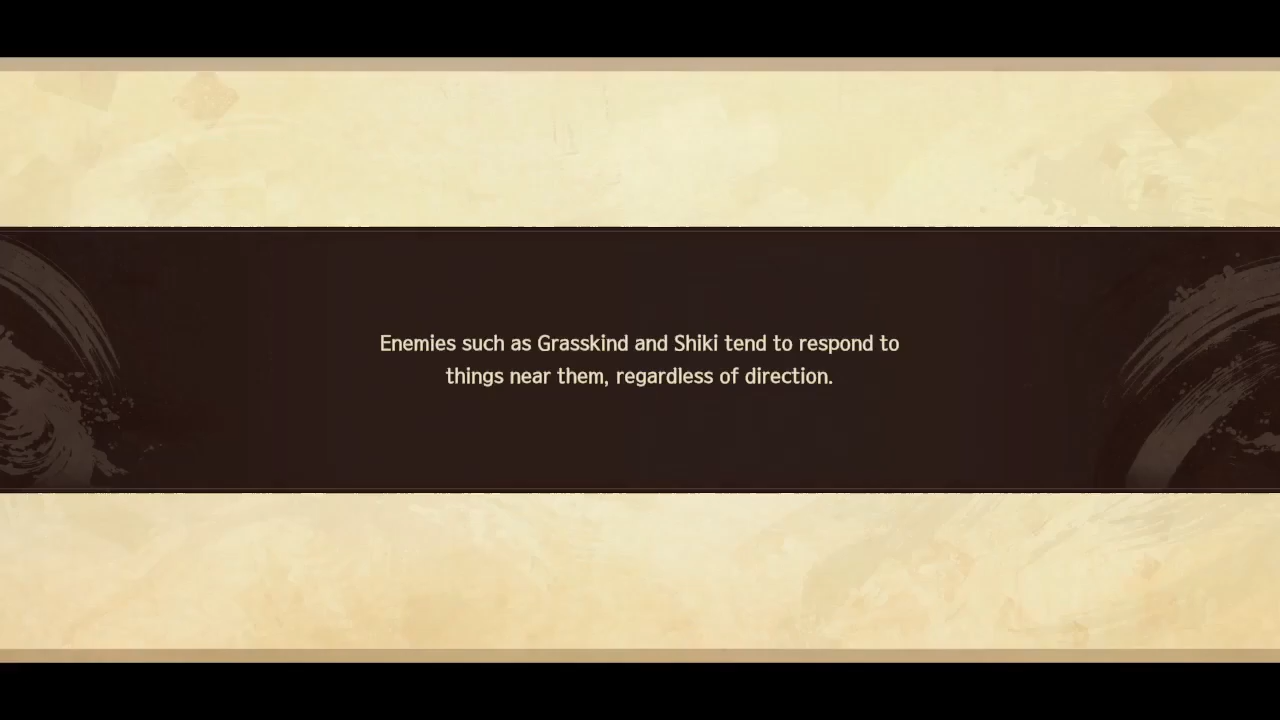 Enemies such as Grasskind and Shiki tend to respond to
things near them, regardless of direction.